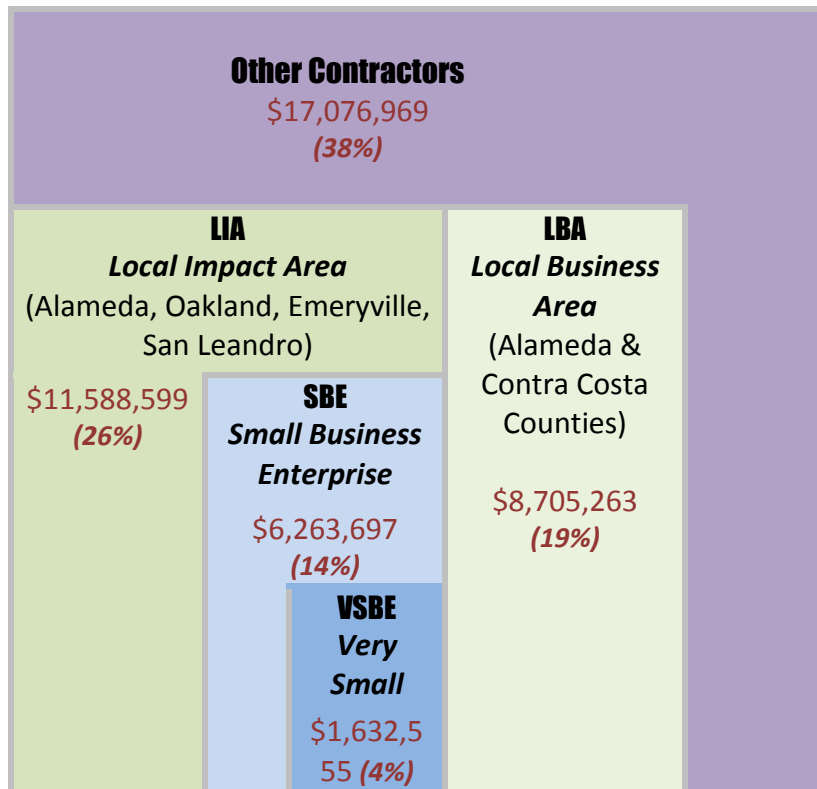 Other Contractors
$17,076,969
(38%)
LIA
Local Impact Area
(Alameda, Oakland, Emeryville,
San Leandro)
$11,588,599
(26%)
SBE
Small Business
Enterprise
$6,263,697
(14%)
VSBE
Very
Small
$1,632,5
55 (4%)
LBA
Local Business
Area
(Alameda &
Contra Costa
Counties)
$8,705,263
(19%)